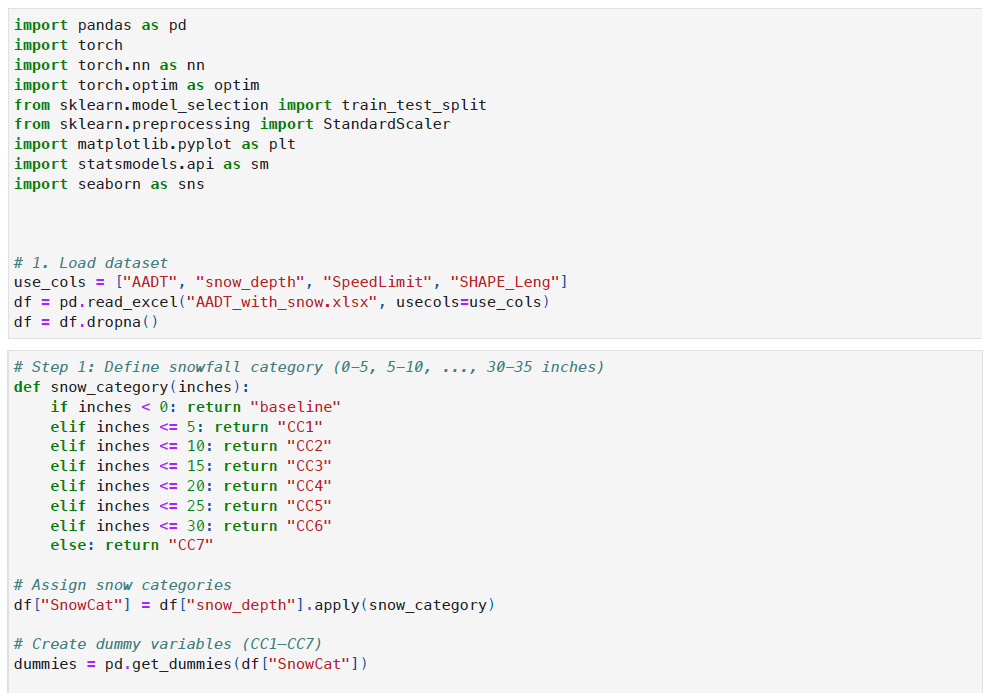 import pandas as pd
import torch
import torch.nn as nn
import torch.optim as optim
from sklearn.model_selection import train_test_split
from sklearn.preprocessing import StandardScaler
import matplotlib.pyplot as plt
import statsmodels.api as sm
import seaborn as sns
# 1. Load dataset
use_cols = ["AADT", "snow_depth", "SpeedLimit", "SHAPE_Leng"]
df = pd.read_excel("AADT_with_snow.xlsx", usecols=use_cols)
df = df.dropna()
# Step 1: Define snowfall category (0–5, 5–10, ..., 30–35 inches)
def snow_category(inches):
    if inches < 0: return "baseline"
    elif inches <= 5: return "CC1"
    elif inches <= 10: return "CC2"
    elif inches <= 15: return "CC3"
    elif inches <= 20: return "CC4"
    elif inches <= 25: return "CC5"
    elif inches <= 30: return "CC6"
    else: return "CC7"
# Assign snow categories
df["SnowCat"] = df["snow_depth"].apply(snow_category)
# Create dummy variables (CC1–CC7)
dummies = pd.get_dummies(df["SnowCat"])